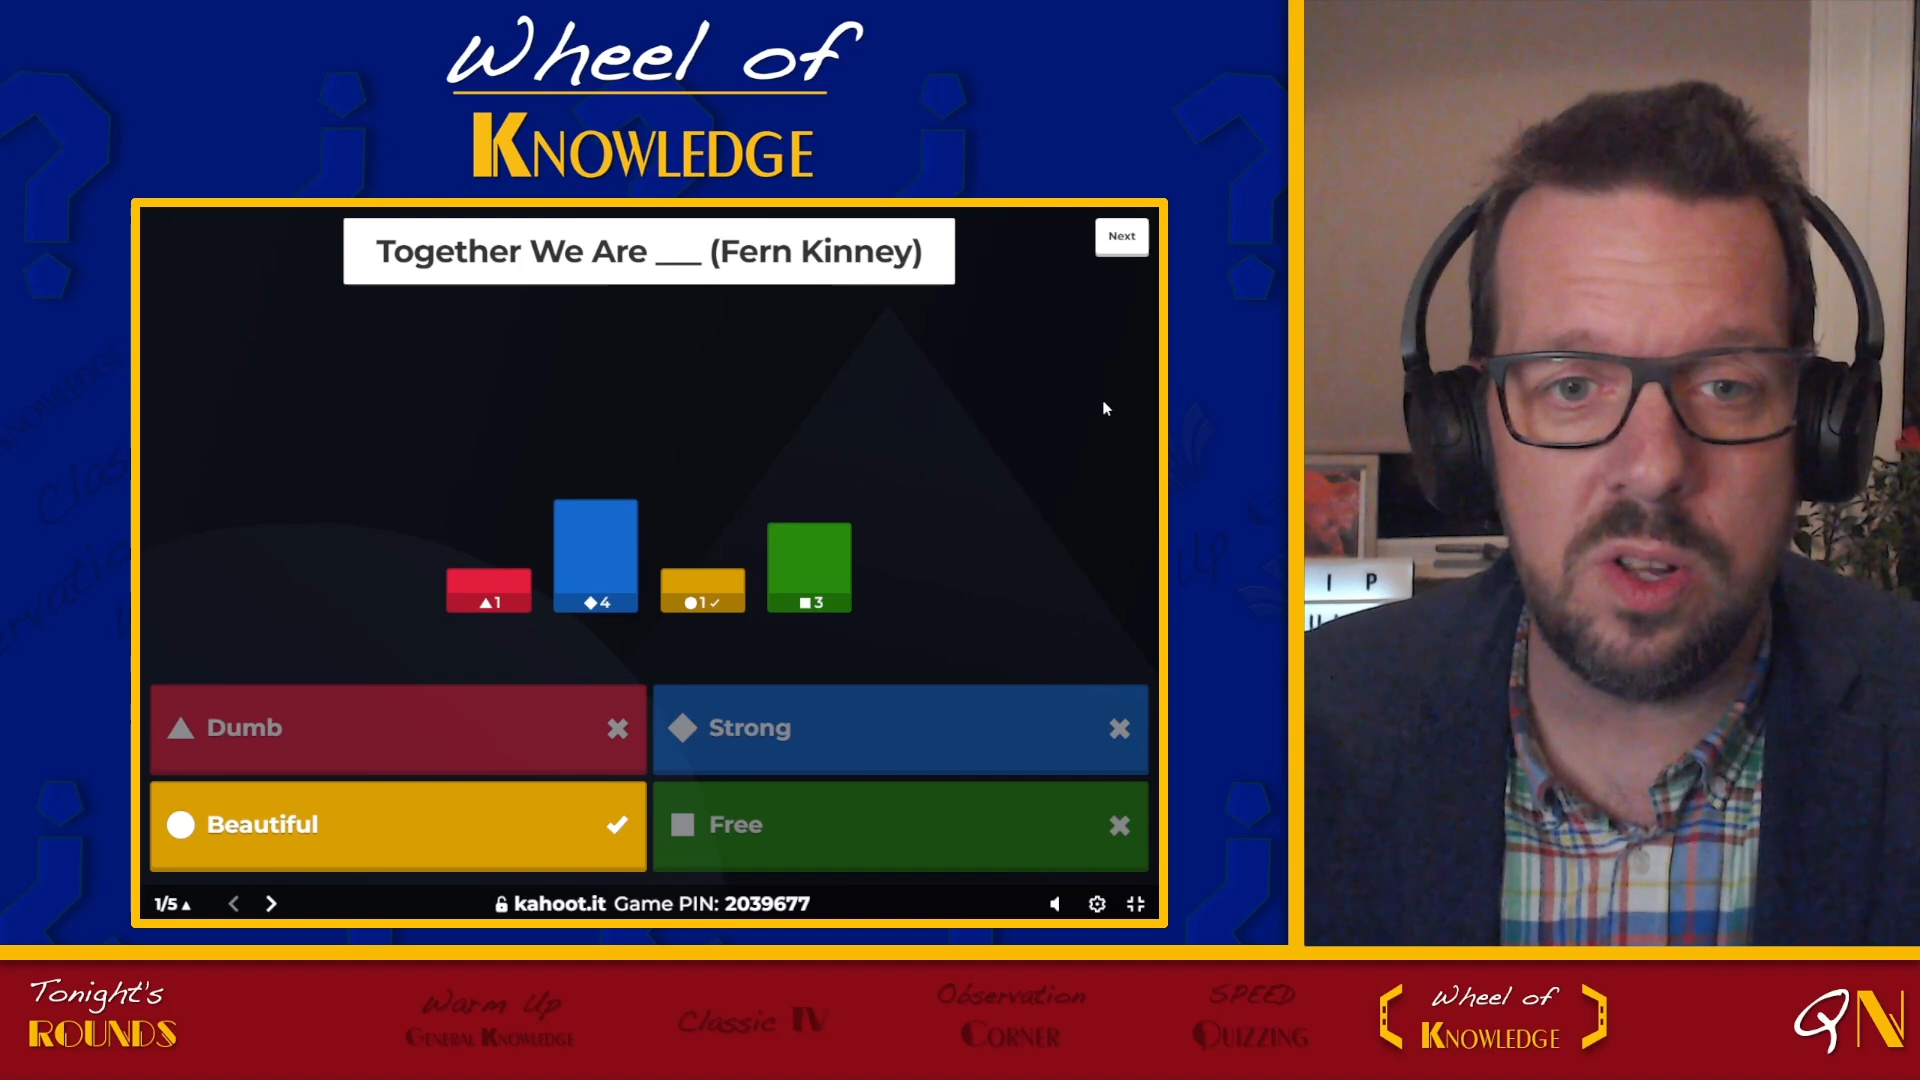 Wheel of
KNOWLEDGE
Together We Are ___ (Fern Kinney)
Next
1
4
1
3
Dumb
Strong
Beautiful
Free
1/5
kahoot.it Game PIN: 2039677
I P
Tonight's
ROUNDS
Warm Up
GENERAL KNOWLEDGE
Classic TV
Observation
CORNER
SPEED
QUIZZING
Wheel of
KNOWLEDGE
QN